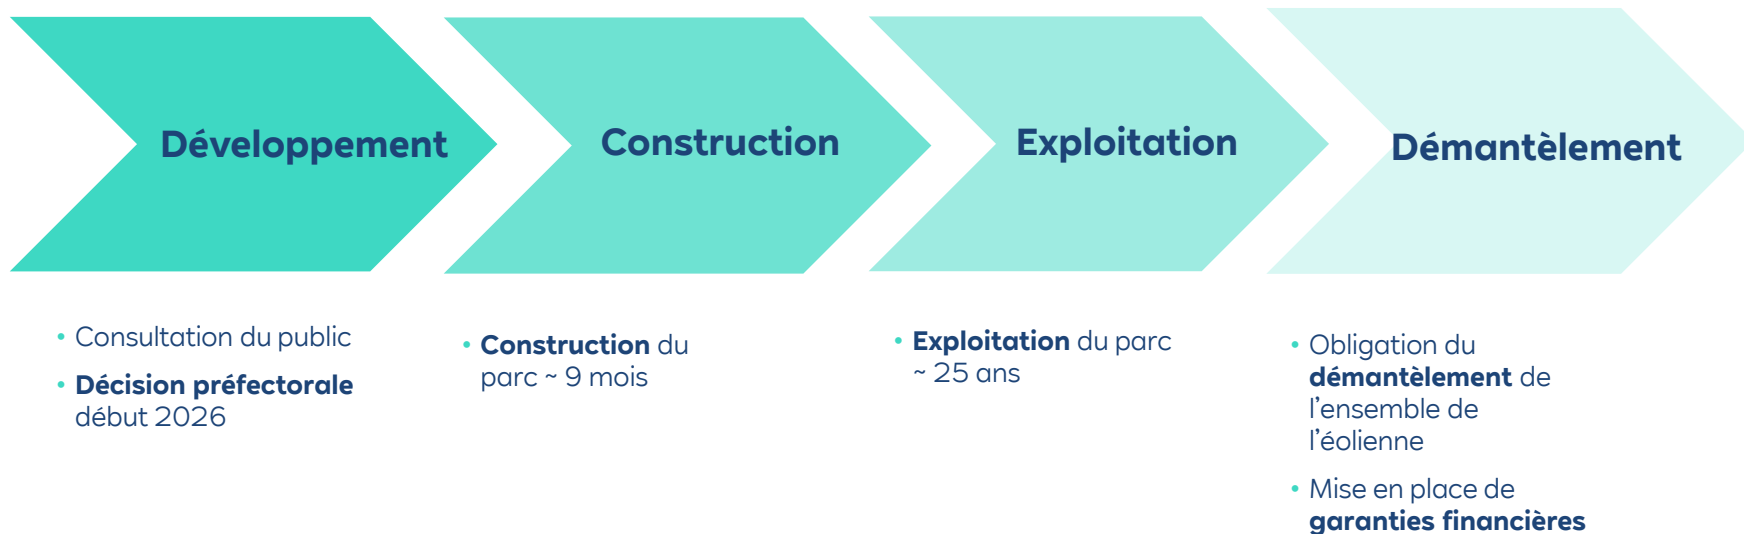 Développement
Construction
Exploitation
Démantèlement
• Consultation du public
• Décision préfectorale
début 2026
• Construction du
parc ~ 9 mois
• Exploitation du parc
~ 25 ans
• Obligation du
démantèlement de
l’ensemble de
l’éolienne
• Mise en place de
garanties financières